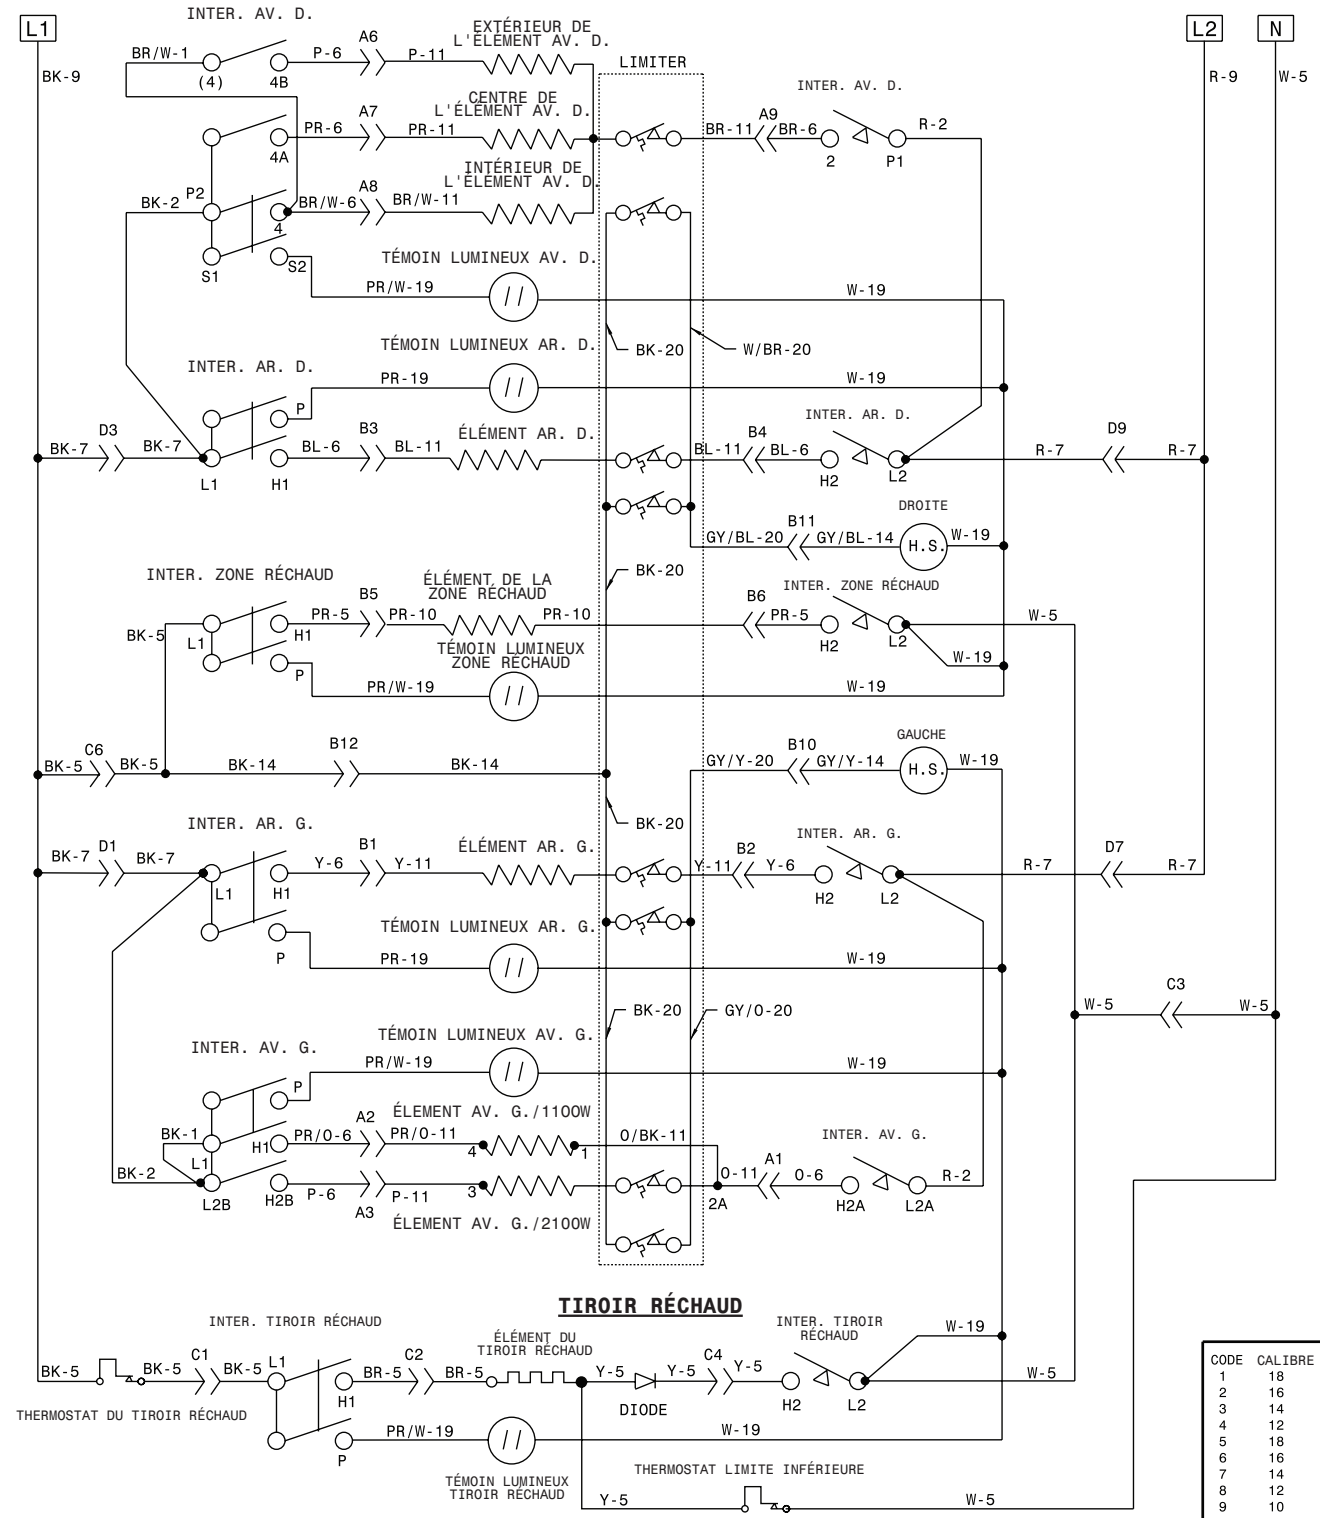 L1
L2
N
INTER. AV. D.
BK-9
BR/W-1
(4)
4B
P-6
A6
P-11
EXTÉRIEUR DE
L'ÉLÉMENT AV. D.
LIMITER
R-9
W-5
INTER. AV. D.
4A
PR-6
A7
PR-11
CENTRE DE
L'ÉLÉMENT AV. D.
BR-11
A9
BR-6
2
P1
R-2
P2
BK-2
4
BR/W-6
A8
BR/W-11
INTÉRIEUR DE
L'ÉLÉMENT AV. D.
S1
S2
TÉMOIN LUMINEUX AV. D.
PR/W-19
W-19
BK-20
W/BR-20
TÉMOIN LUMINEUX AR. D.
INTER. AR. D.
P
PR-19
W-19
INTER. AR. D.
BK-7
D3
BK-7
L1
H1
BL-6
B3
BL-11
ÉLÉMENT AR. D.
BL-11
B4
BL-6
H2
L2
R-7
D9
R-7
DROITE
GY/BL-20
B11
GY/BL-14
H.S.
W-19
BK-20
INTER. ZONE RÉCHAUD
ÉLÉMENT DE LA
ZONE RÉCHAUD
INTER. ZONE RÉCHAUD
BK-5
L1
H1
PR-5
B5
PR-10
PR-10
B6
PR-5
H2
L2
W-5
W-19
P
TÉMOIN LUMINEUX
ZONE RÉCHAUD
PR/W-19
W-19
BK-5
C6
BK-5
BK-14
B12
BK-14
GAUCHE
GY/Y-20
B10
GY/Y-14
H.S.
W-19
BK-20
INTER. AR. G.
BK-7
D1
BK-7
L1
H1
Y-6
B1
Y-11
ÉLÉMENT AR. G.
Y-11
B2
Y-6
INTER. AR. G.
H2
L2
R-7
D7
R-7
P
TÉMOIN LUMINEUX AR. G.
PR-19
W-19
BK-20
GY/O-20
W-5
C3
W-5
TÉMOIN LUMINEUX AV. G.
INTER. AV. G.
P
PR/W-19
W-19
BK-1
L1
H1
PR/O-6
A2
PR/O-11
ÉLEMENT AV. G./1100W
4
1
O/BK-11
INTER. AV. G.
BK-2
L2B
H2B
P-6
A3
P-11
3
ÉLEMENT AV. G./2100W
2A
O-11
A1
O-6
H2A
L2A
R-2
TIROIR RÉCHAUD
INTER. TIROIR RÉCHAUD
ÉLÉMENT DU
TIROIR RÉCHAUD
INTER. TIROIR
RÉCHAUD
W-19
BK-5
BK-5
C1
BK-5
L1
H1
BR-5
C2
BR-5
Y-5
DIODE
Y-5
C4
Y-5
H2
L2
W-5
THERMOSTAT DU TIROIR RÉCHAUD
P
PR/W-19
W-19
TÉMOIN LUMINEUX
TIROIR RÉCHAUD
THERMOSTAT LIMITE INFÉRIEURE
Y-5
W-5
CODE CALIBRE
1 18
2 16
3 14
4 12
5 18
6 16
7 14
8 12
9 10